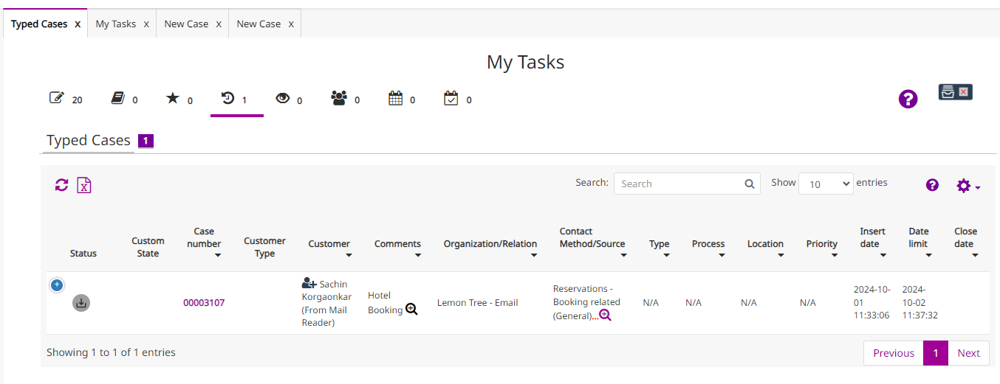 Typed Cases x My Tasks x New Case x New Case x
My Tasks
20 0 0 1 0 0 0 0
Typed Cases 1
Search: Search Show 10 entries
Status
Custom
State
Case
number
Customer
Type
Customer
Comments
Organization/Relation
Contact
Method/Source
Type
Process
Location
Priority
Insert
date
Date
limit
Close
date
00003107
Sachin
Korgaonkar
(From Mail
Reader)
Hotel
Booking
Lemon Tree - Email
Reservations -
Booking related
(General)...
N/A
N/A
N/A
N/A
2024-10-
01
11:33:06
2024-
10-02
11:37:32
Showing 1 to 1 of 1 entries
Previous 1 Next